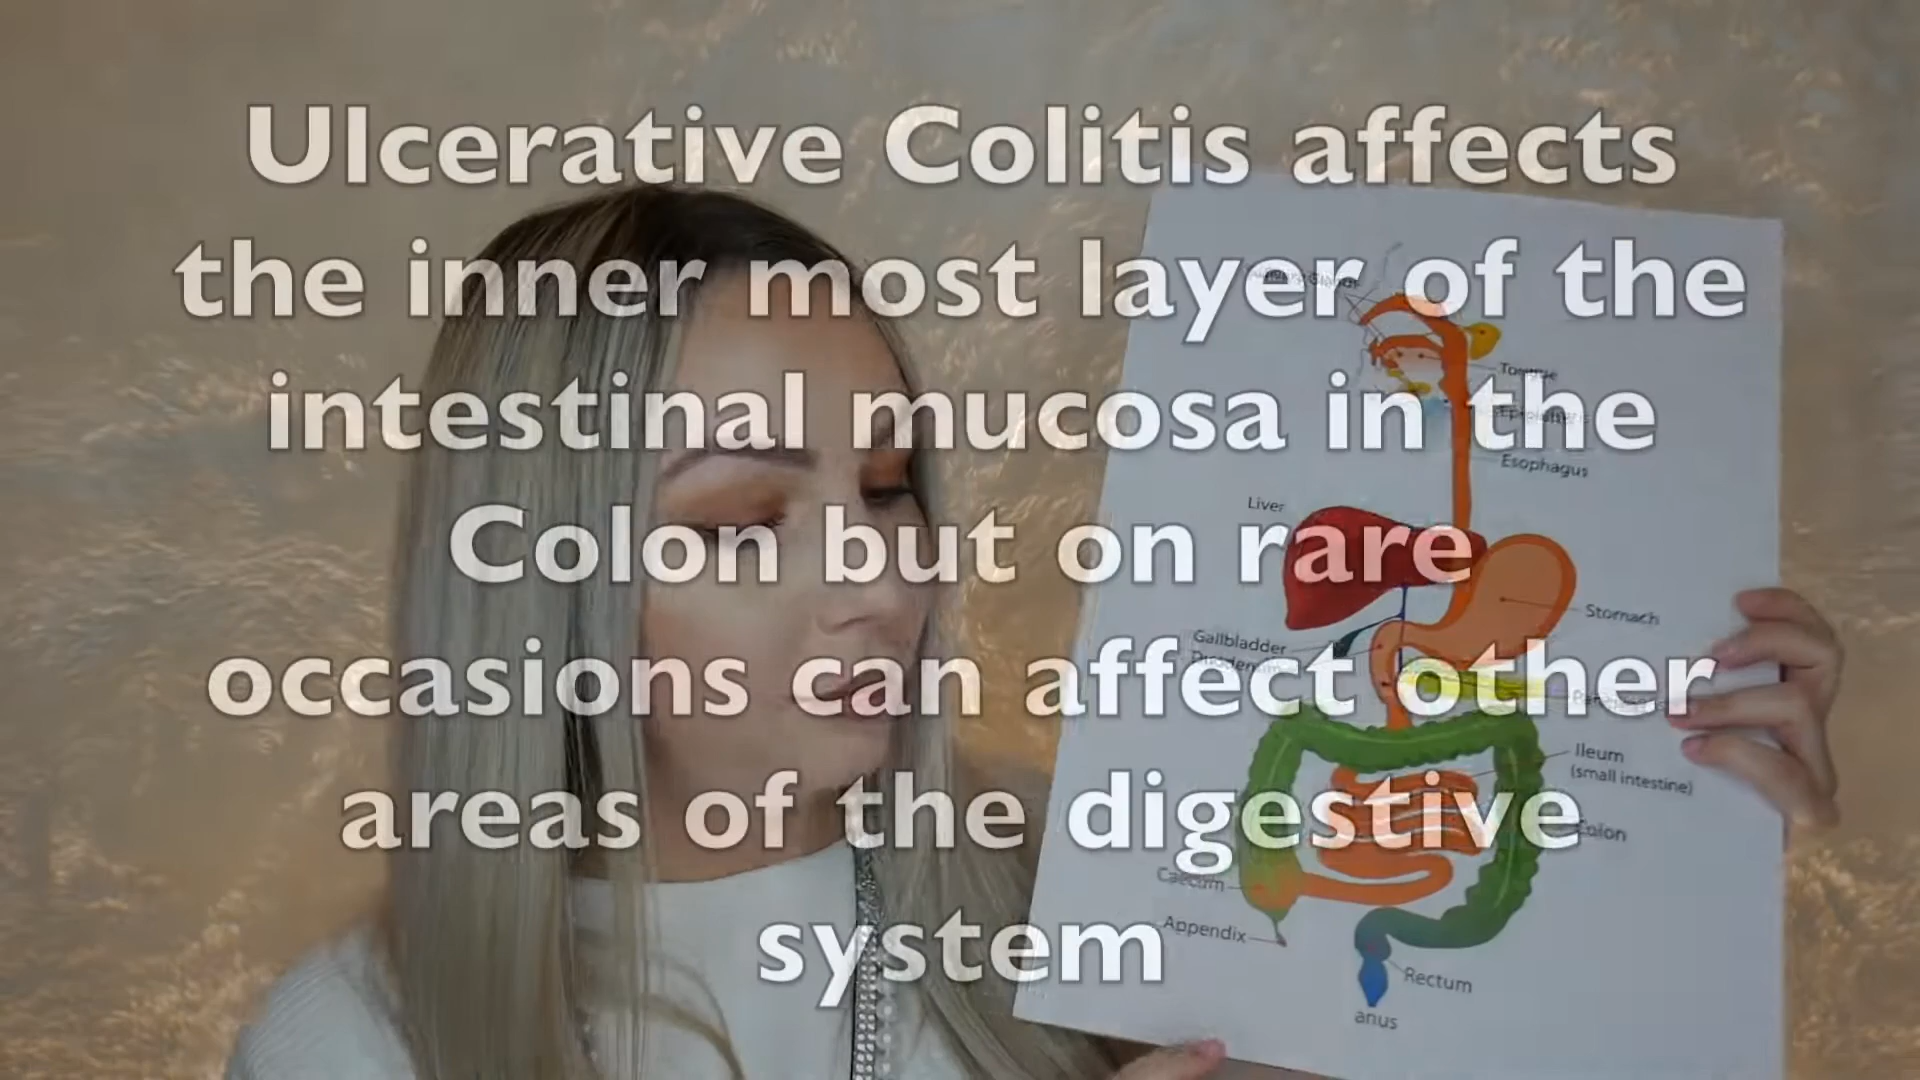 Ulcerative Colitis affects
the inner most layer of the
intestinal mucosa in the
Colon but on rare
occasions can affect other
areas of the digestive
system
Tongue
Esophagus
Liver
Stomach
Gallbladder
Duodenum
Ileum
(small intestine)
Colon
Caecum
Appendix
Rectum
anus